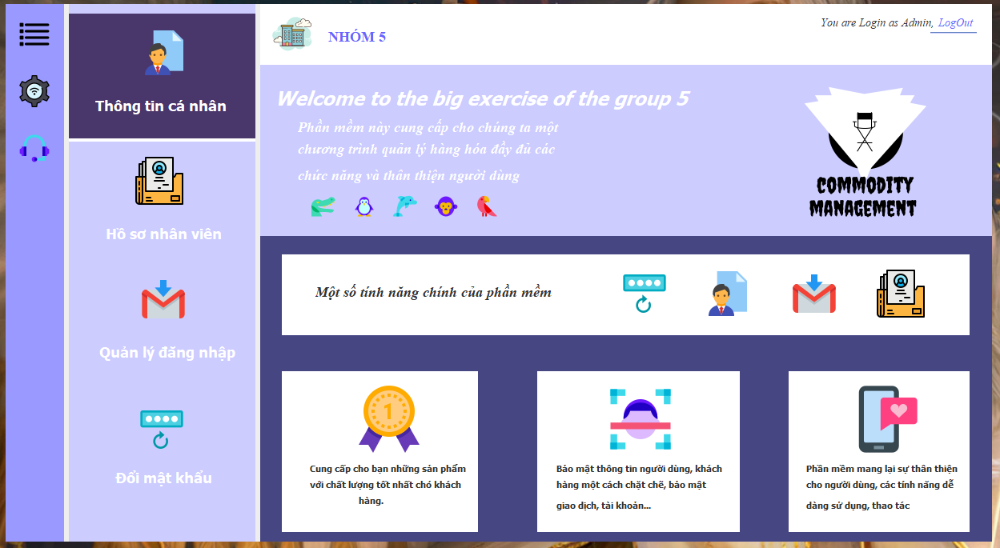 NHÓM 5
You are Login as Admin, LogOut
Thông tin cá nhân
Hồ sơ nhân viên
Quản lý đăng nhập
Đổi mật khẩu
Welcome to the big exercise of the group 5
Phần mềm này cung cấp cho chúng ta một
chương trình quản lý hàng hóa đầy đủ các
chức năng và thân thiện người dùng
COMMODITY
MANAGEMENT
Một số tính năng chính của phần mềm
1
Cung cấp cho bạn những sản phẩm
với chất lượng tốt nhất chó khách
hàng.
Bảo mật thông tin người dùng, khách
hàng một cách chặt chẽ, bảo mật
giao dịch, tài khoản...
Phần mềm mang lại sự thân thiện
cho người dùng, các tính năng dễ
dàng sử dụng, thao tác